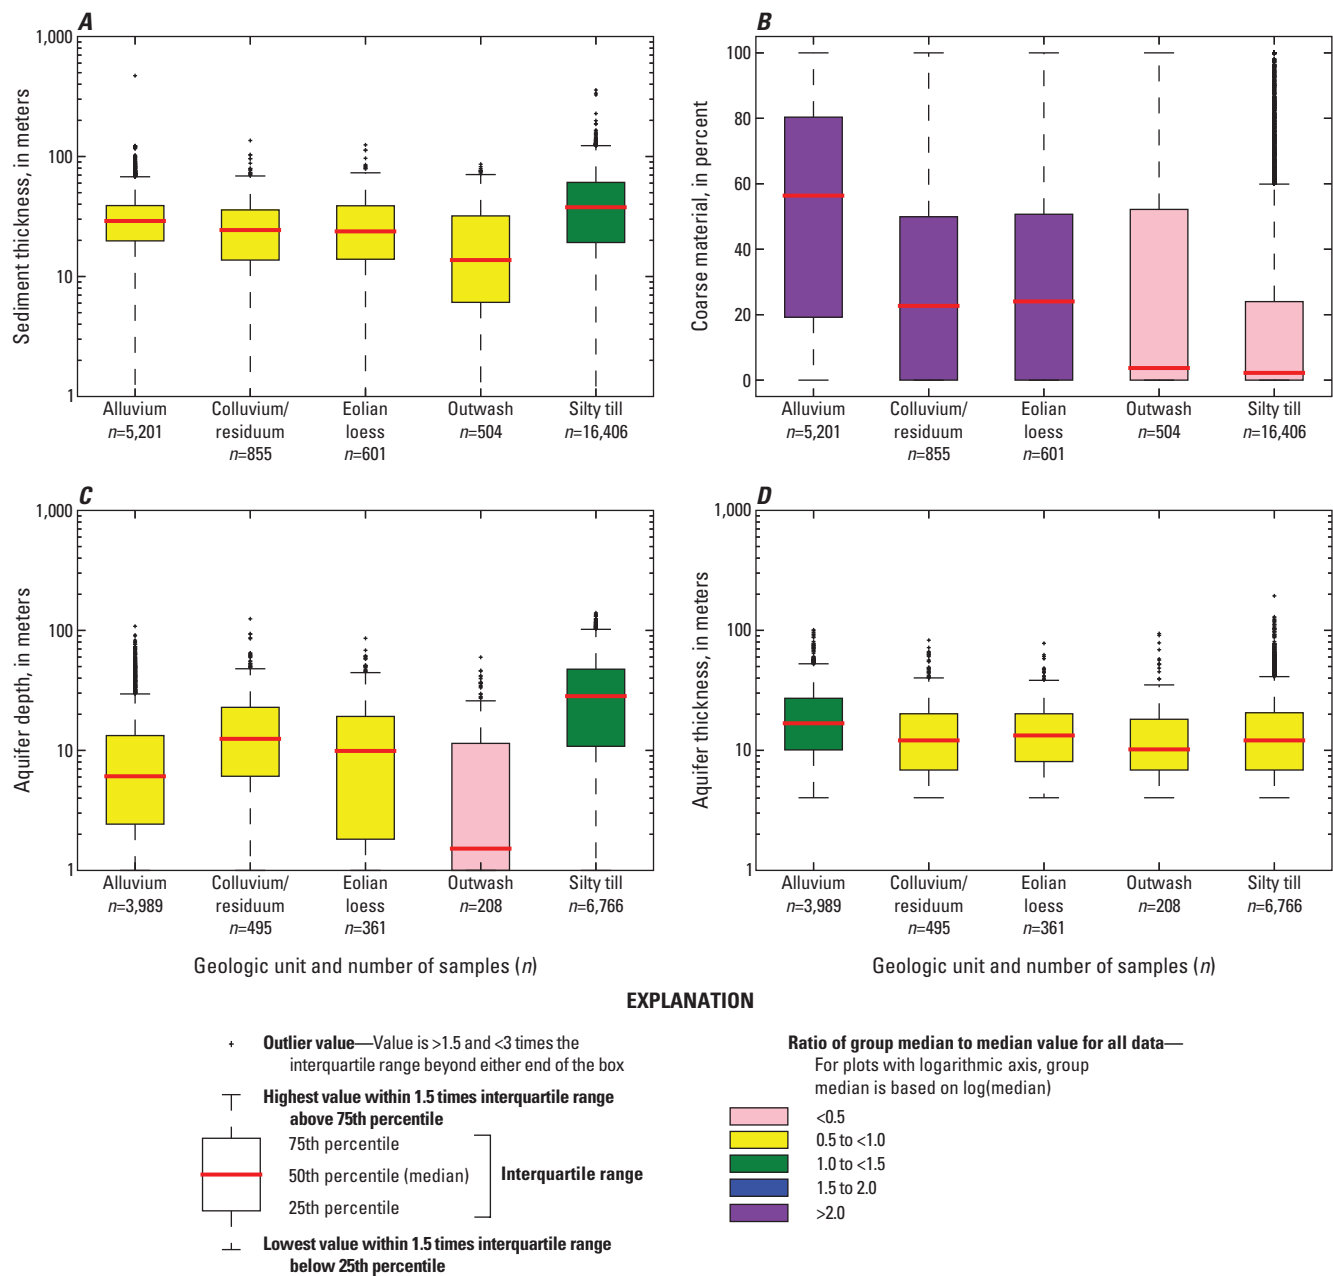 A
Sediment thickness, in meters
1,000
100
10
1
Alluvium
n=5,201
Colluvium/
residuum
n=855
Eolian
loess
n=601
Outwash
n=504
Silty till
n=16,406
B
Coarse material, in percent
100
80
60
40
20
0
Alluvium
n=5,201
Colluvium/
residuum
n=855
Eolian
loess
n=601
Outwash
n=504
Silty till
n=16,406
C
Aquifer depth, in meters
1,000
100
10
1
Alluvium
n=3,989
Colluvium/
residuum
n=495
Eolian
loess
n=361
Outwash
n=208
Silty till
n=6,766
Geologic unit and number of samples (n)
D
Aquifer thickness, in meters
1,000
100
10
1
Alluvium
n=3,989
Colluvium/
residuum
n=495
Eolian
loess
n=361
Outwash
n=208
Silty till
n=6,766
Geologic unit and number of samples (n)
EXPLANATION
Outlier value—Value is >1.5 and <3 times the
interquartile range beyond either end of the box
Highest value within 1.5 times interquartile range
above 75th percentile
75th percentile
50th percentile (median)
25th percentile
Interquartile range
Lowest value within 1.5 times interquartile range
below 25th percentile
Ratio of group median to median value for all data—
For plots with logarithmic axis, group
median is based on log(median)
<0.5
0.5 to <1.0
1.0 to <1.5
1.5 to 2.0
>2.0